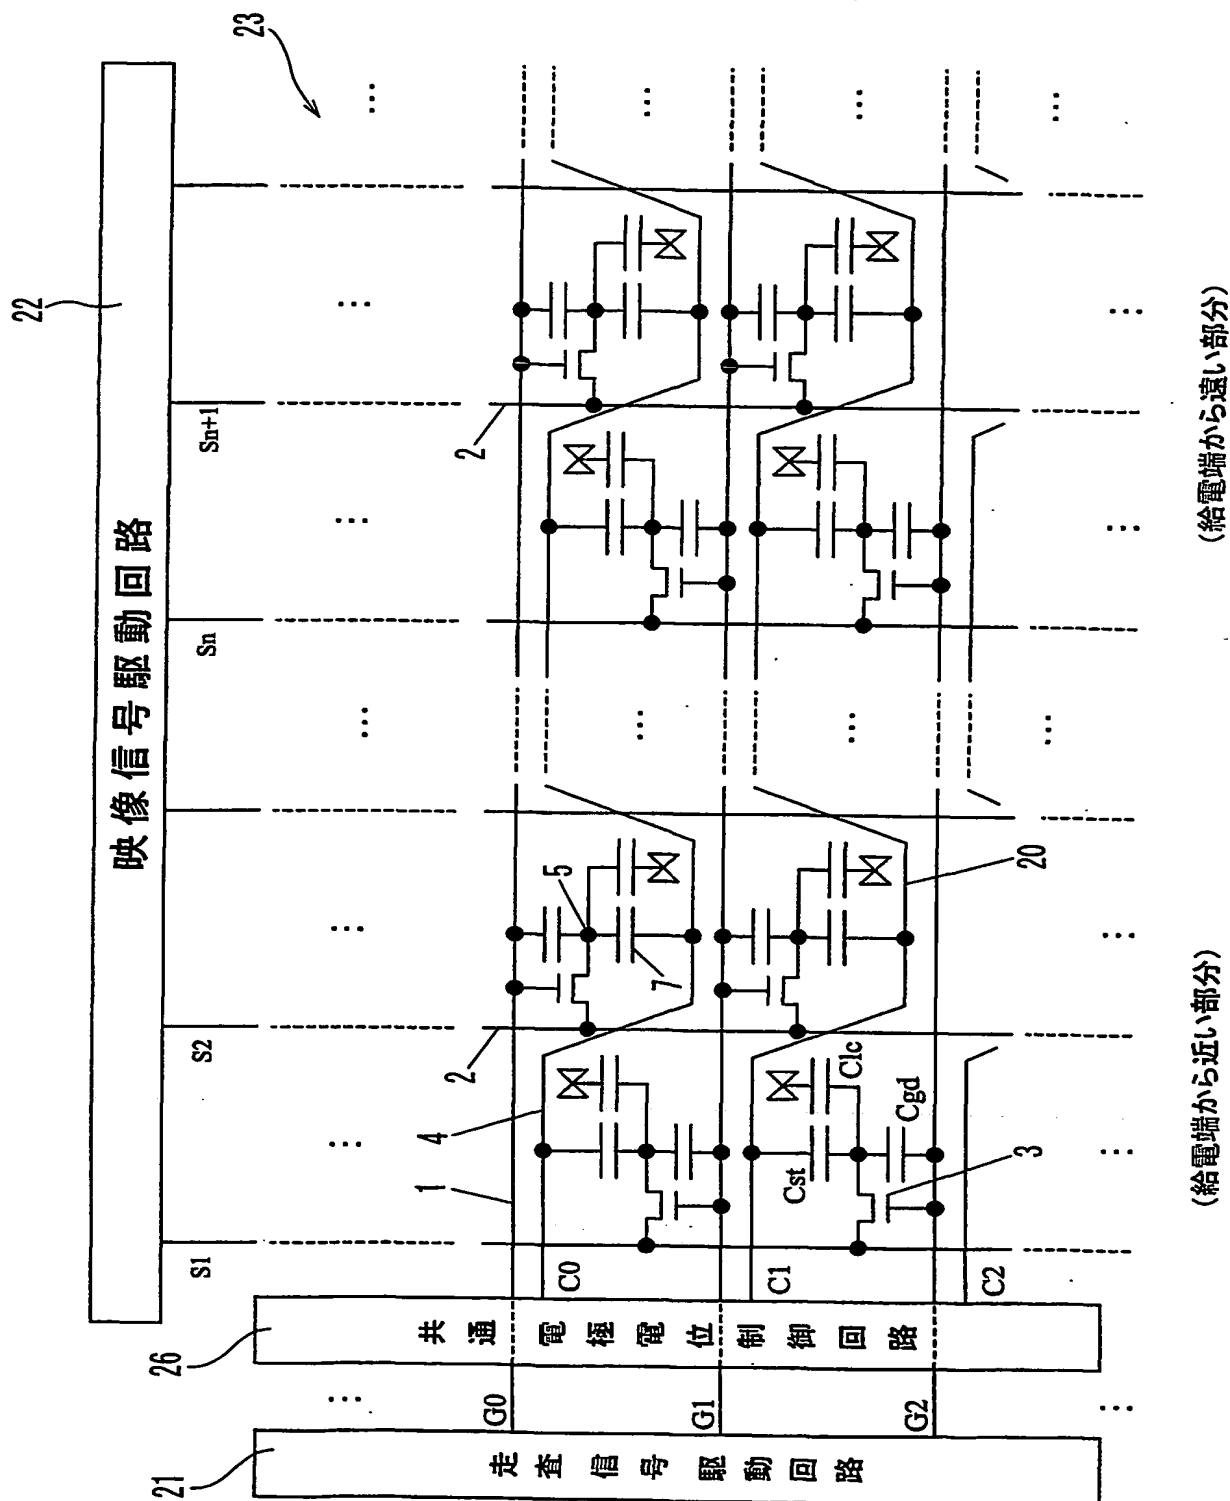 映像信号駆動回路
22
23
S1
S2
Sn
Sn+1
2
2
1
4
5
7
20
3
Cst
Clc
Cgd
C0
C1
C2
共通電極電位制御回路
26
G0
G1
G2
走査信号駆動回路
21
(給電端から近い部分)
(給電端から遠い部分)